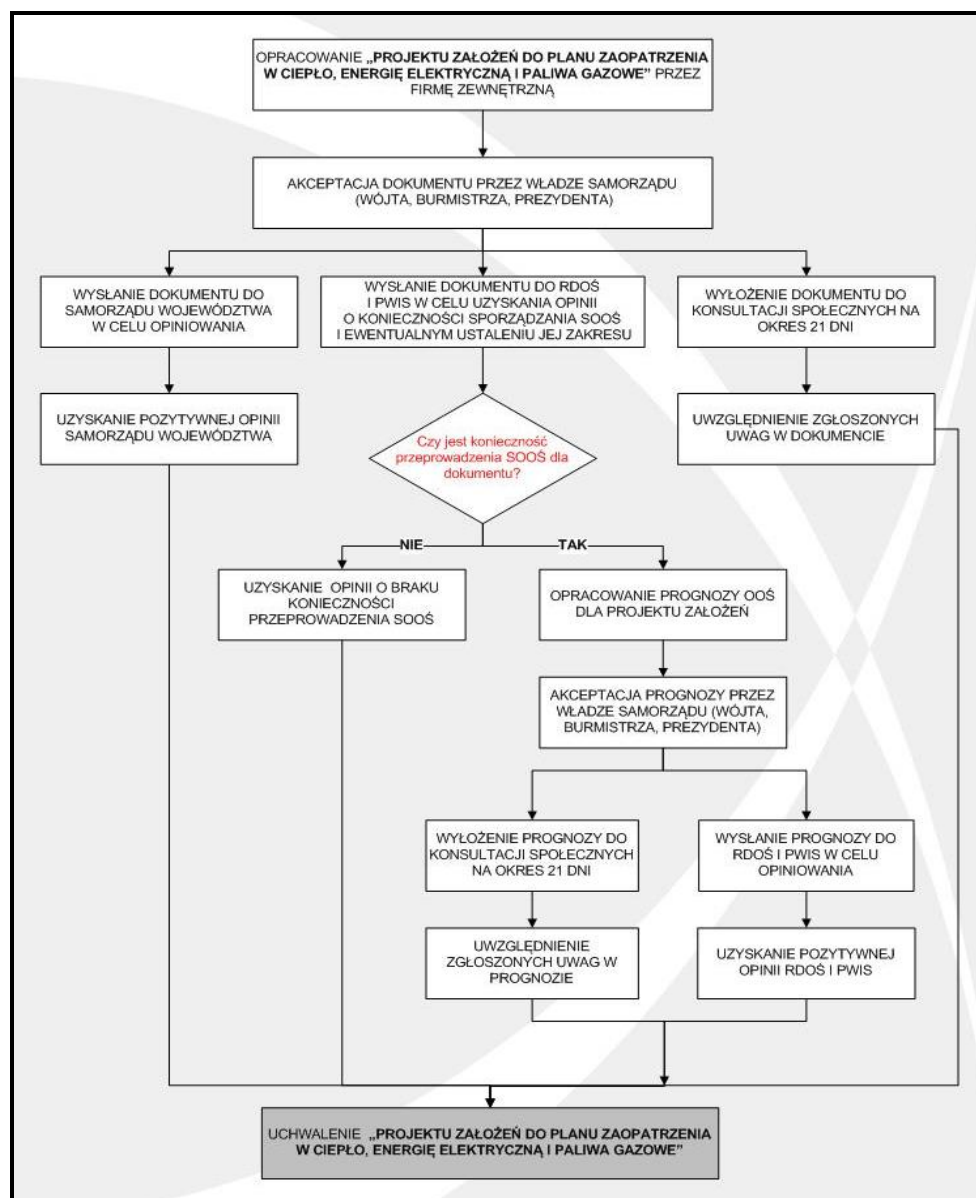 OPRACOWANIE „PROJEKTU ZAŁOŻEŃ DO PLANU ZAOPATRZENIA
W CIEPŁO, ENERGIĘ ELEKTRYCZNĄ I PALIWA GAZOWE” PRZEZ
FIRMĘ ZEWNĘTRZNĄ
AKCEPTACJA DOKUMENTU PRZEZ WŁADZE SAMORZĄDU
(WÓJTA, BURMISTRZA, PREZYDENTA)
WYSŁANIE DOKUMENTU DO
SAMORZĄDU WOJEWÓDZTWA
W CELU OPINIOWANIA
WYSŁANIE DOKUMENTU DO RDOŚ
I PWIS W CELU UZYSKANIA OPINII
O KONIECZNOŚCI SPORZĄDZANIA SOOŚ
I EWENTUALNYM USTALENIU JEJ ZAKRESU
WYŁOŻENIE DOKUMENTU DO
KONSULTACJI SPOŁECZNYCH NA
OKRES 21 DNI
UZYSKANIE POZYTYWNEJ OPINII
SAMORZĄDU WOJEWÓDZTWA
Czy jest konieczność
przeprowadzenia SOOŚ dla
dokumentu?
UWZGLĘDNIENIE ZGŁOSZONYCH
UWAG W DOKUMENCIE
NIE
TAK
UZYSKANIE OPINII O BRAKU
KONIECZNOŚCI
PRZEPROWADZENIA SOOŚ
OPRACOWANIE PROGNOZY OOŚ
DLA PROJEKTU ZAŁOŻEŃ
AKCEPTACJA PROGNOZY PRZEZ
WŁADZE SAMORZĄDU (WÓJTA,
BURMISTRZA, PREZYDENTA)
WYŁOŻENIE PROGNOZY DO
KONSULTACJI SPOŁECZNYCH
NA OKRES 21 DNI
WYSŁANIE PROGNOZY DO
RDOŚ I PWIS W CELU
OPINIOWANIA
UWZGLĘDNIENIE
ZGŁOSZONYCH UWAG W
PROGNOZIE
UZYSKANIE POZYTYWNEJ
OPINII RDOŚ I PWIS
UCHWALENIE „PROJEKTU ZAŁOŻEŃ DO PLANU ZAOPATRZENIA
W CIEPŁO, ENERGIĘ ELEKTRYCZNĄ I PALIWA GAZOWE”